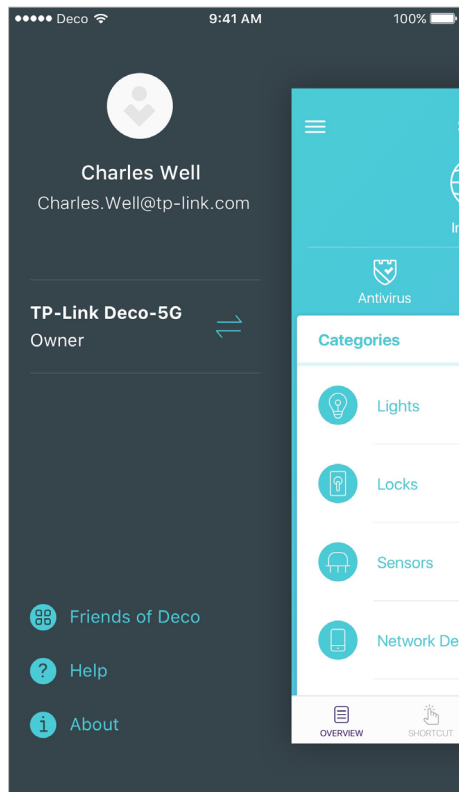 Deco
9:41 AM
100%
Charles Well
Charles.Well@tp-link.com
TP-Link Deco-5G
Owner
Friends of Deco
? Help
i About
In
Antivirus
Categories
Lights
Locks
Sensors
Network De
OVERVIEW
SHORTCUT